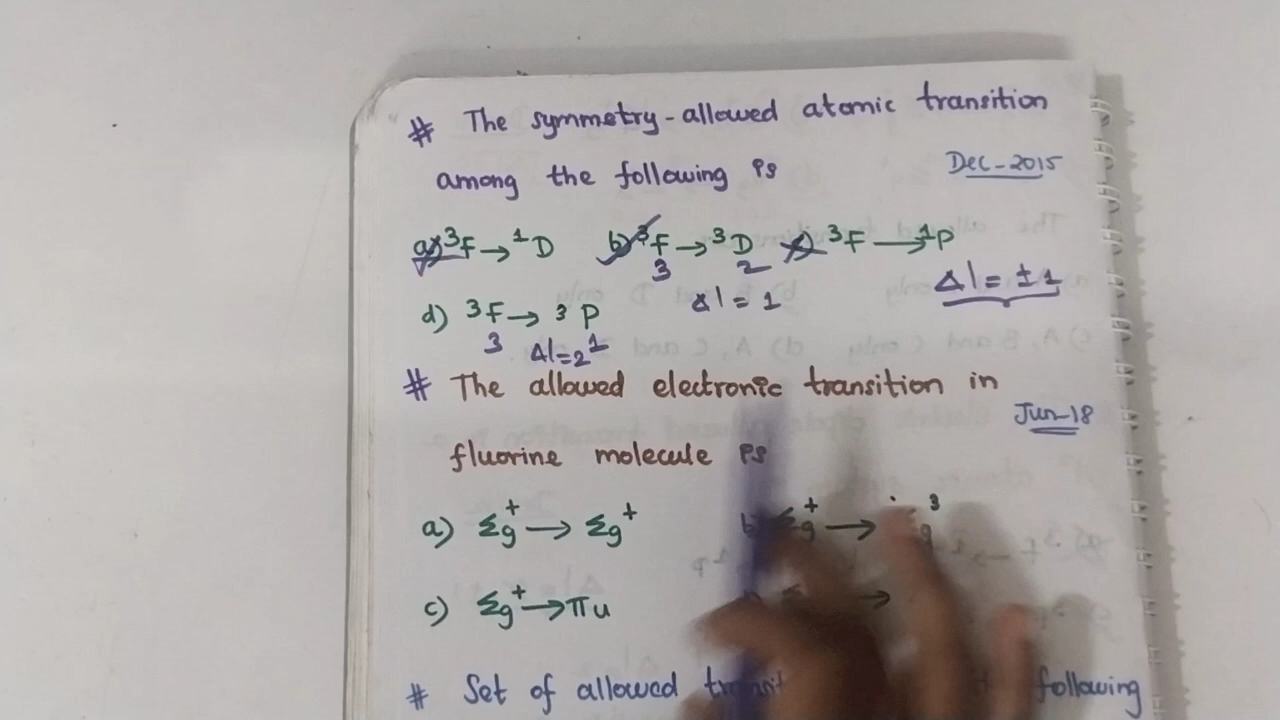 # The symmetry-allowed atomic transition
among the following is Dec-2015
a) ³F → ¹D b) ³F → ³D c) ³F → ¹P
3 2 Δl = ±1
Δl = 1
d) ³F → ³P
3 Δl=2 1
# The allowed electronic transition in
Jun-18
fluorine molecule is
a) Σg⁺ → Σg⁺ b) Σg⁺ →
c) Σg⁺ → πu →
# Set of allowed following